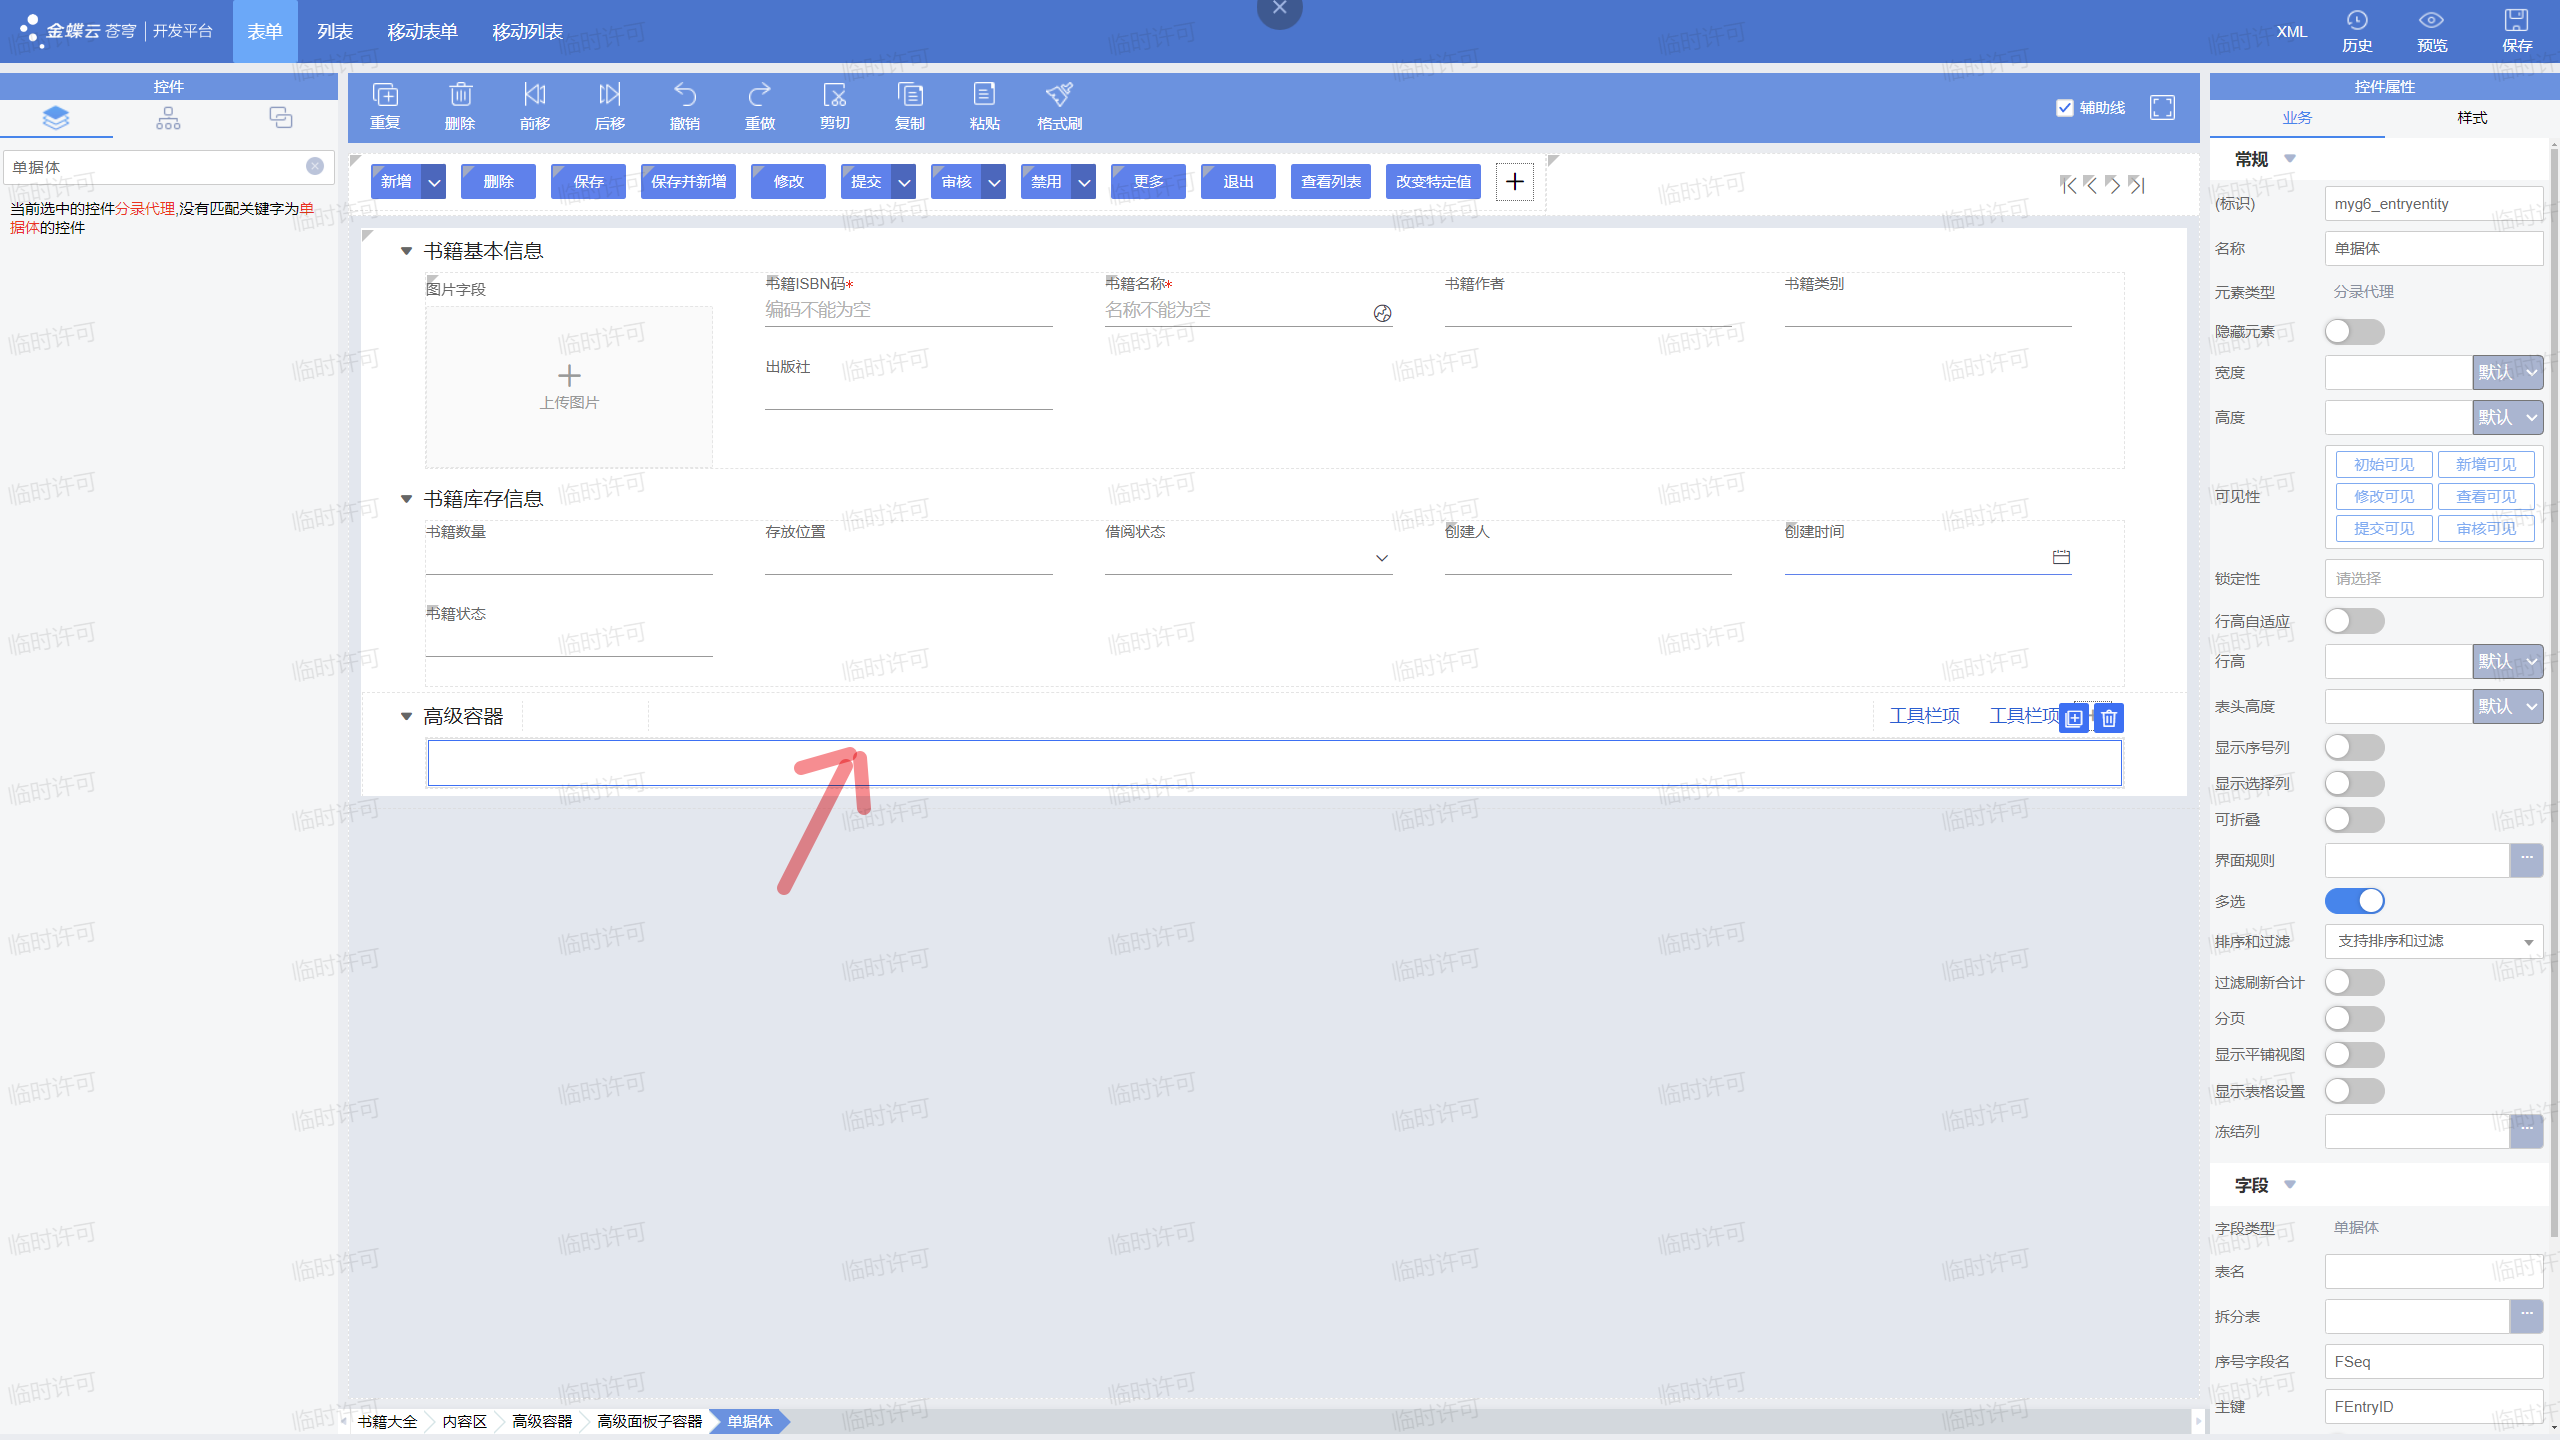 金蝶云 苍穹 开发平台 表单 列表 移动表单 移动列表 XML 历史 预览 保存
控件
单据体
当前选中的控件分录代理,没有匹配关键字为单
据体的控件
重复 删除 前移 后移 撤销 重做 剪切 复制 粘贴 格式刷 辅助线
新增 删除 保存 保存并新增 修改 提交 审核 禁用 更多 退出 查看列表 改变特定值
书籍基本信息
图片字段 书籍ISBN码* 书籍名称* 书籍作者 书籍类别
编码不能为空 名称不能为空
出版社
上传图片
书籍库存信息
书籍数量 存放位置 借阅状态 创建人 创建时间
书籍状态
高级容器 工具栏项 工具栏项
书籍大全 内容区 高级容器 高级面板子容器 单据体
控件属性
业务 样式
常规
(标识) myg6_entryentity
名称 单据体
元素类型 分录代理
隐藏元素
宽度 默认
高度 默认
可见性
初始可见 新增可见
修改可见 查看可见
提交可见 审核可见
锁定性 请选择
行高自适应
行高 默认
表头高度 默认
显示序号列
显示选择列
可折叠
界面规则 ...
多选
排序和过滤 支持排序和过滤
过滤刷新合计
分页
显示平铺视图
显示表格设置
冻结列 ...
字段
字段类型 单据体
表名
拆分表 ...
序号字段名 FSeq
主键 FEntryID
临时许可